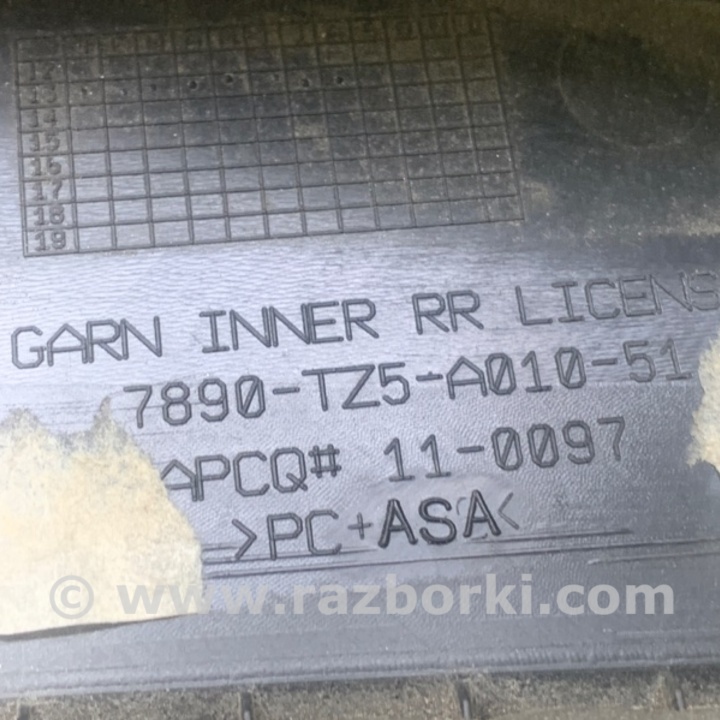 12
13
14
15
16
17
18
19
GARN INNER RR LICENS
7890-TZ5-A010-51
APCQ# 11-0097
>PC+ASA<
© www.razborki.com